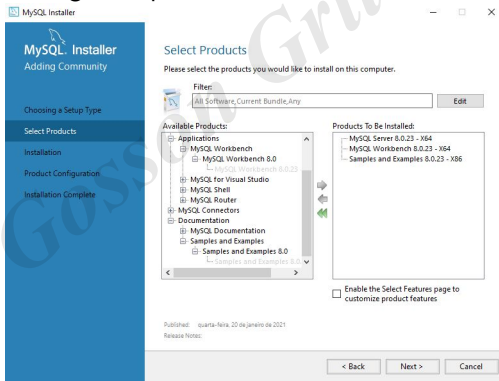 MySQL Installer
MySQL. Installer
Adding Community
Choosing a Setup Type
Select Products
Installation
Product Configuration
Installation Complete
Select Products
Please select the products you would like to install on this computer.
Filter:
All Software,Current Bundle,Any
Edit
Available Products:
Applications
MySQL Workbench
MySQL Workbench 8.0
MySQL Workbench 8.0.23
MySQL for Visual Studio
MySQL Shell
MySQL Router
MySQL Connectors
Documentation
MySQL Documentation
Samples and Examples
Samples and Examples 8.0
Samples and Examples 8.0.
Products To Be Installed:
MySQL Server 8.0.23 - X64
MySQL Workbench 8.0.23 - X64
Samples and Examples 8.0.23 - X86
Enable the Select Features page to
customize product features
Published: quarta-feira, 20 de janeiro de 2021
Release Notes:
< Back
Next >
Cancel